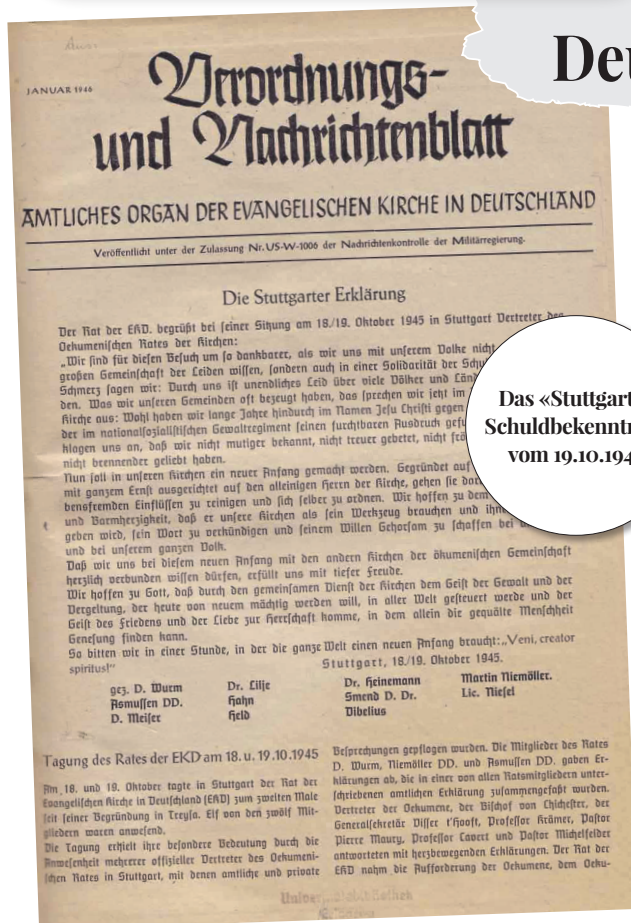 Deu
Aus:
JANUAR 1946
Verordnungs-
und Nachrichtenblatt
AMTLICHES ORGAN DER EVANGELISCHEN KIRCHE IN DEUTSCHLAND
Veröffentlicht unter der Zulassung Nr. US-W-1006 der Nachrichtenkontrolle der Militärregierung.
Die Stuttgarter Erklärung
Der Rat der EKD. begrüßt bei seiner Sitzung am 18./19. Oktober 1945 in Stuttgart Vertreter des
Oekumenischen Rates der Kirchen:
„Wir sind für diesen Besuch um so dankbarer, als wir uns mit unserem Volke nicht
großen Gemeinschaft der Leiden wissen, sondern auch in einer Solidarität der Schu
Schmerz sagen wir: Durch uns ist unendliches Leid über viele Völker und Länd
den. Was wir unseren Gemeinden oft bezeugt haben, das sprechen wir jetzt im
Kirche aus: Wohl haben wir lange Jahre hindurch im Namen Jesu Christi gegen
der im nationalsozialistischen Gewaltregiment seinen furchtbaren Ausdruck gefu
klagen uns an, daß wir nicht mutiger bekannt, nicht treuer gebetet, nicht frö
nicht brennender geliebt haben.
Nun soll in unseren Kirchen ein neuer Anfang gemacht werden. Gegründet auf
mit ganzem Ernst ausgerichtet auf den alleinigen Herrn der Kirche, gehen sie dar
bensfremden Einflüssen zu reinigen und sich selber zu ordnen. Wir hoffen zu dem
und Barmherzigkeit, daß er unsere Kirchen als sein Werkzeug brauchen und ihn
geben wird, sein Wort zu verkündigen und seinem Willen Gehorsam zu schaffen bei
und bei unserem ganzen Volk.
Daß wir uns bei diesem neuen Anfang mit den andern Kirchen der ökumenischen Gemeinschaft
herzlich verbunden wissen dürfen, erfüllt uns mit tiefer Freude.
Wir hoffen zu Gott, daß durch den gemeinsamen Dienst der Kirchen dem Geist der Gewalt und der
Vergeltung, der heute von neuem mächtig werden will, in aller Welt gesteuert werde und der
Geist des Friedens und der Liebe zur Herrschaft komme, in dem allein die gequälte Menschheit
Genesung finden kann.
So bitten wir in einer Stunde, in der die ganze Welt einen neuen Anfang braucht: „Veni, creator
spiritus!“
Stuttgart, 18./19. Oktober 1945.
gez. D. Wurm Dr. Lilje Dr. Heinemann Martin Niemöller.
Asmussen DD. Hahn Smend D. Dr. Lic. Niesel
D. Meiser Held Dibelius
Das «Stuttgart
Schuldbekenntn
vom 19.10.194
Tagung des Rates der EKD am 18. u. 19.10.1945
Am 18. und 19. Oktober tagte in Stuttgart der Rat der
Evangelischen Kirche in Deutschland (EKD) zum zweiten Male
seit seiner Begründung in Treysa. Elf von den zwölf Mit-
gliedern waren anwesend.
Die Tagung erhielt ihre besondere Bedeutung durch die
Anwesenheit mehrerer offizieller Vertreter des Oekumeni-
schen Rates in Stuttgart, mit denen amtliche und private
Besprechungen gepflogen wurden. Die Mitglieder des Rates
D. Wurm, Niemöller DD. und Asmussen DD. gaben Er-
klärungen ab, die in einer von allen Ratsmitgliedern unter-
schriebenen amtlichen Erklärung zusammengefaßt wurden.
Vertreter der Oekumene, der Bischof von Chichester, der
Generalsekretär Visser t'Hooft, Professor Krämer, Pastor
Pierre Maury, Professor Cavert und Pastor Michelfelder
antworteten mit herzbewegenden Erklärungen. Der Rat der
EKD nahm die Aufforderung der Oekumene, dem Oeku-